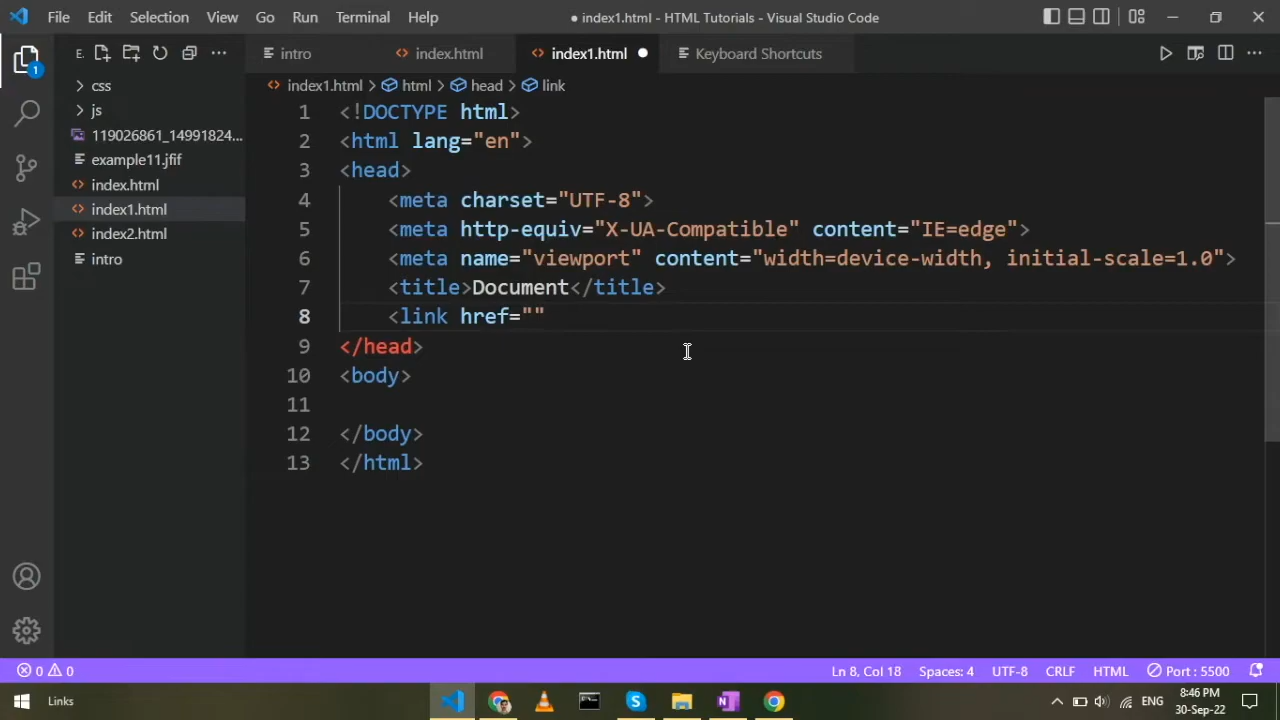 File Edit Selection View Go Run Terminal Help ● index1.html - HTML Tutorials - Visual Studio Code
E.
intro index.html index1.html Keyboard Shortcuts
index1.html > html > head > link
css
js
119026861_14991824...
example11.jfif
index.html
index1.html
index2.html
intro
1
1 <!DOCTYPE html>
2 <html lang="en">
3 <head>
4 <meta charset="UTF-8">
5 <meta http-equiv="X-UA-Compatible" content="IE=edge">
6 <meta name="viewport" content="width=device-width, initial-scale=1.0">
7 <title>Document</title>
8 <link href=""
9 </head>
10 <body>
11
12 </body>
13 </html>
0 0 Ln 8, Col 18 Spaces: 4 UTF-8 CRLF HTML Port : 5500
Links ENG 8:46 PM
30-Sep-22